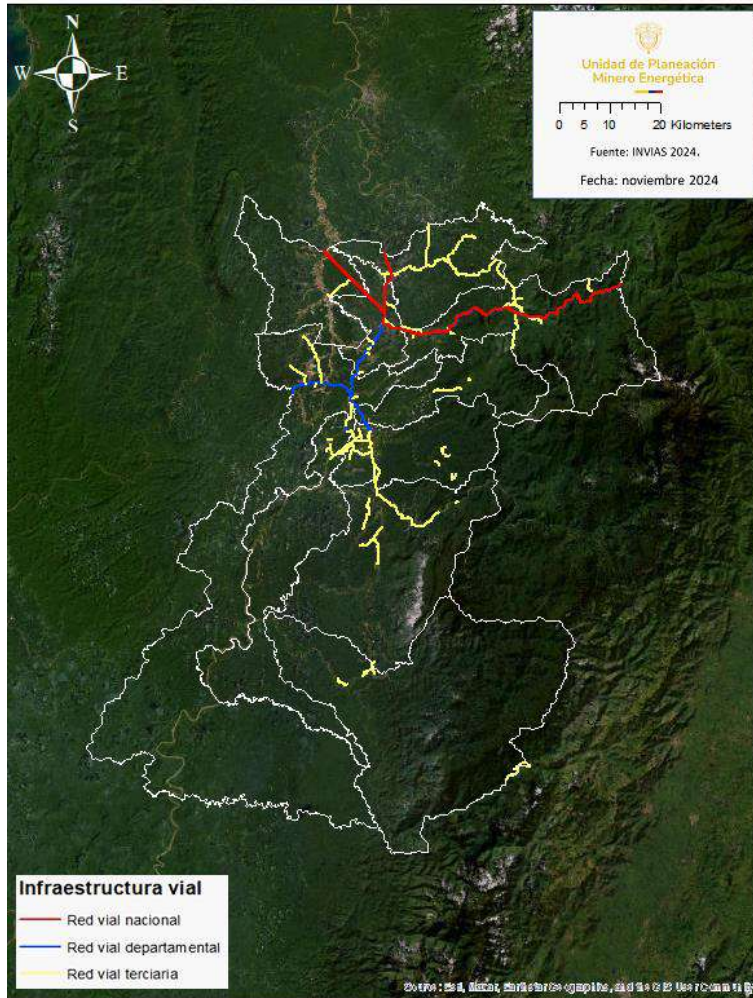 N
W E
S
Unidad de Planeación
Minero Energética
0 5 10 20 Kilometers
Fuente: INVIAS 2024.
Fecha: noviembre 2024
Infraestructura vial
Red vial nacional
Red vial departamental
Red vial terciaria